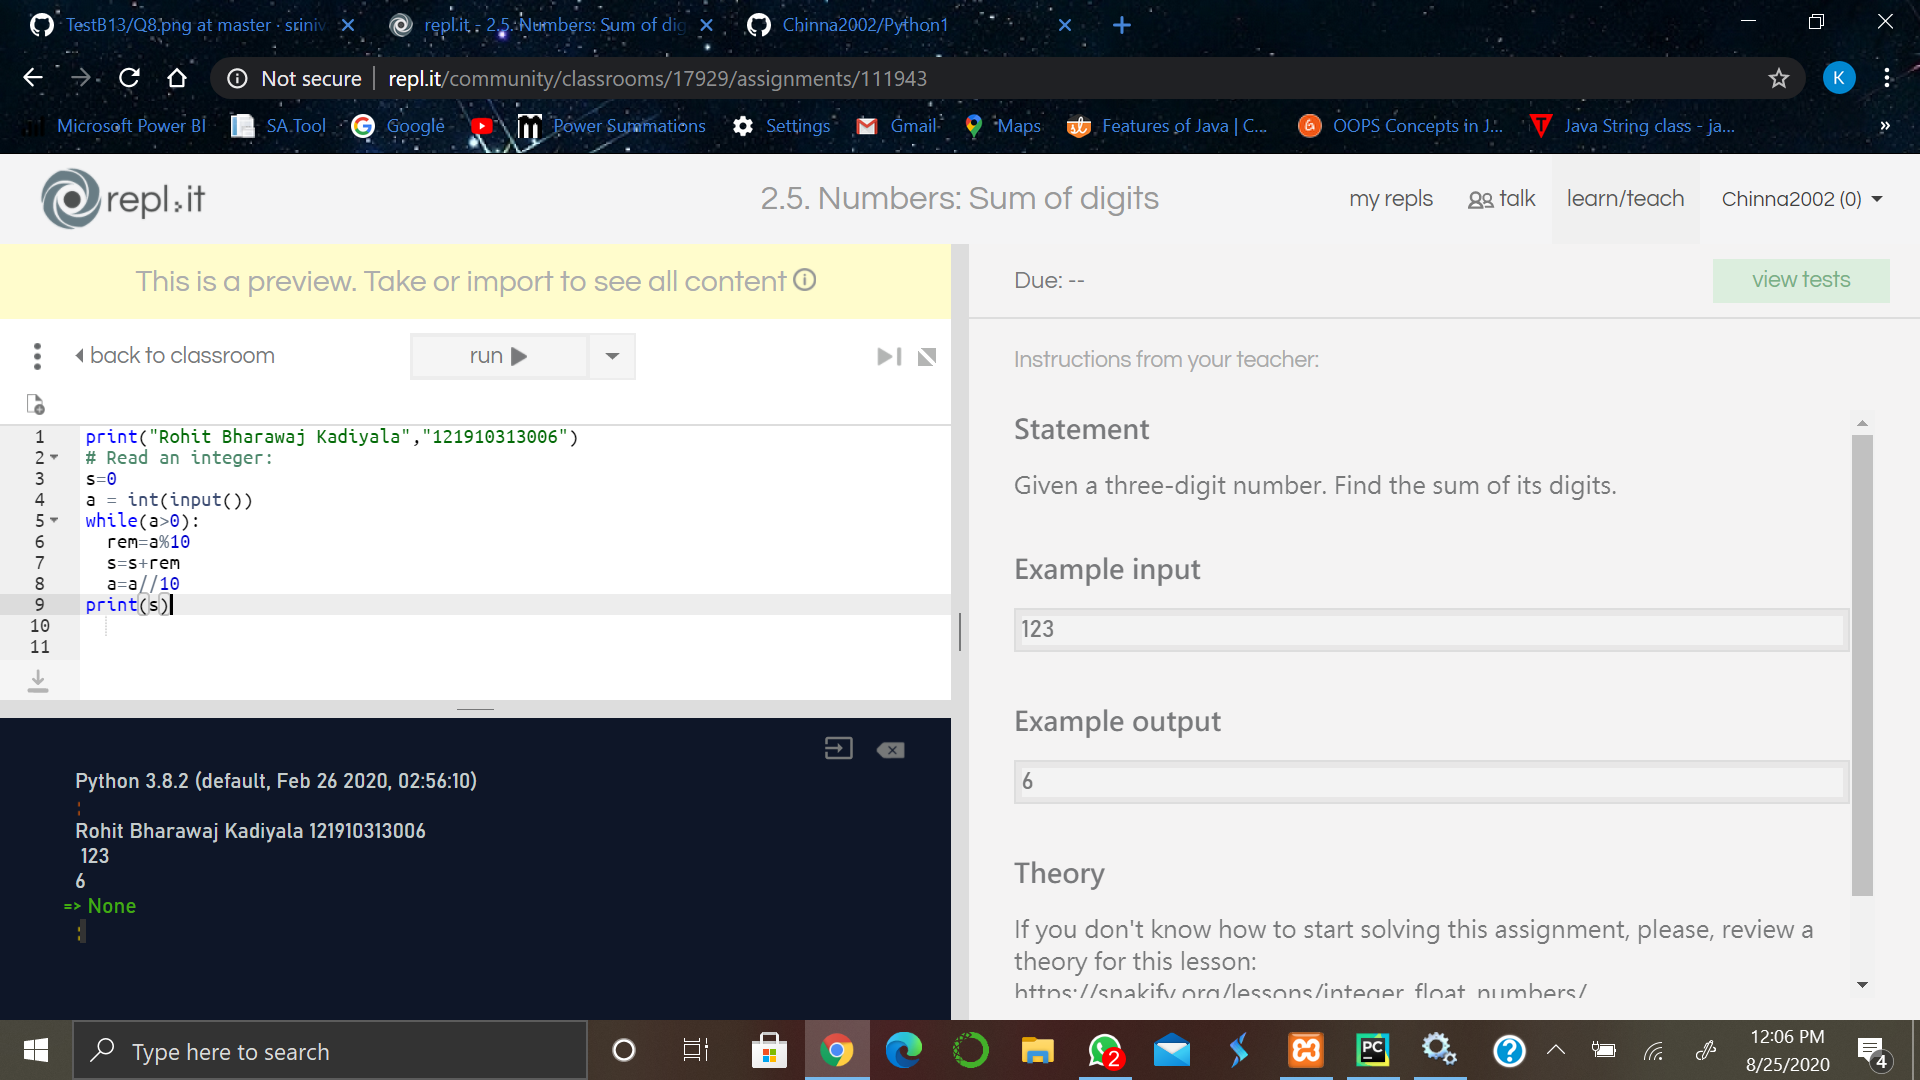 TestB13/Q8.png at master · sriniv
repl.it - 2.5. Numbers: Sum of dig
Chinna2002/Python1
Not secure
repl.it/community/classrooms/17929/assignments/111943
K
Microsoft Power BI
SA Tool
Google
Power Summations
Settings
Gmail
Maps
Features of Java | C...
OOPS Concepts in J...
Java String class - ja...
»
repl.it
2.5. Numbers: Sum of digits
my repls
talk
learn/teach
Chinna2002 (0)
This is a preview. Take or import to see all content
Due: --
view tests
back to classroom
run
Instructions from your teacher:
1 print("Rohit Bharawaj Kadiyala","121910313006")
2 # Read an integer:
3 s=0
4 a = int(input())
5 while(a>0):
6 rem=a%10
7 s=s+rem
8 a=a//10
9 print(s)
10
11
Statement
Given a three-digit number. Find the sum of its digits.
Example input
123
Example output
6
Theory
If you don't know how to start solving this assignment, please, review a
theory for this lesson:
https://snakify.org/lessons/integer_float_numbers/
Python 3.8.2 (default, Feb 26 2020, 02:56:10)
Rohit Bharawaj Kadiyala 121910313006
123
6
=> None
Type here to search
2
PC
12:06 PM
8/25/2020
4